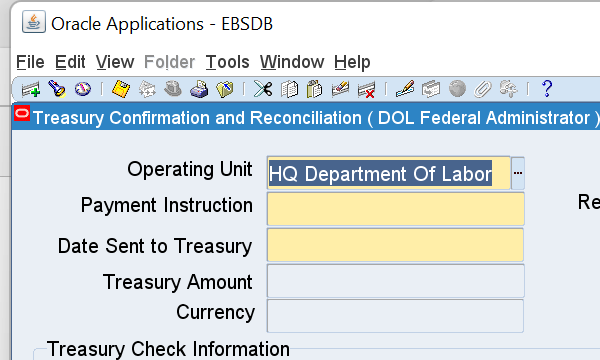 Oracle Applications - EBSDB
File Edit View Folder Tools Window Help
Treasury Confirmation and Reconciliation ( DOL Federal Administrator )
Operating Unit HQ Department Of Labor ...
Payment Instruction Re
Date Sent to Treasury
Treasury Amount
Currency
Treasury Check Information